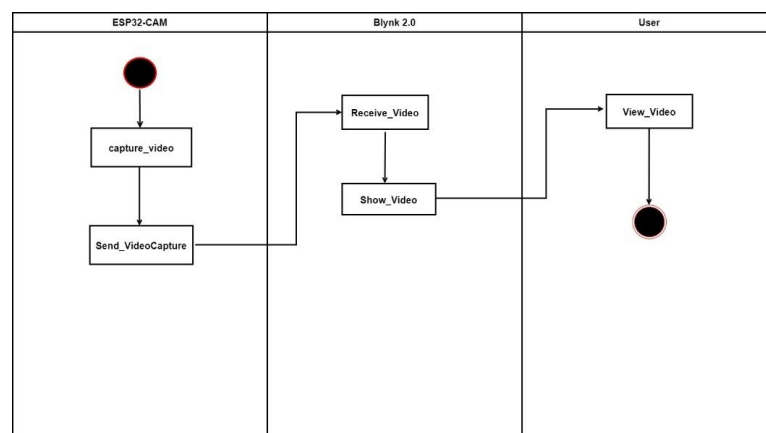 ESP32-CAM
Blynk 2.0
User
capture_video
Send_VideoCapture
Receive_Video
Show_Video
View_Video